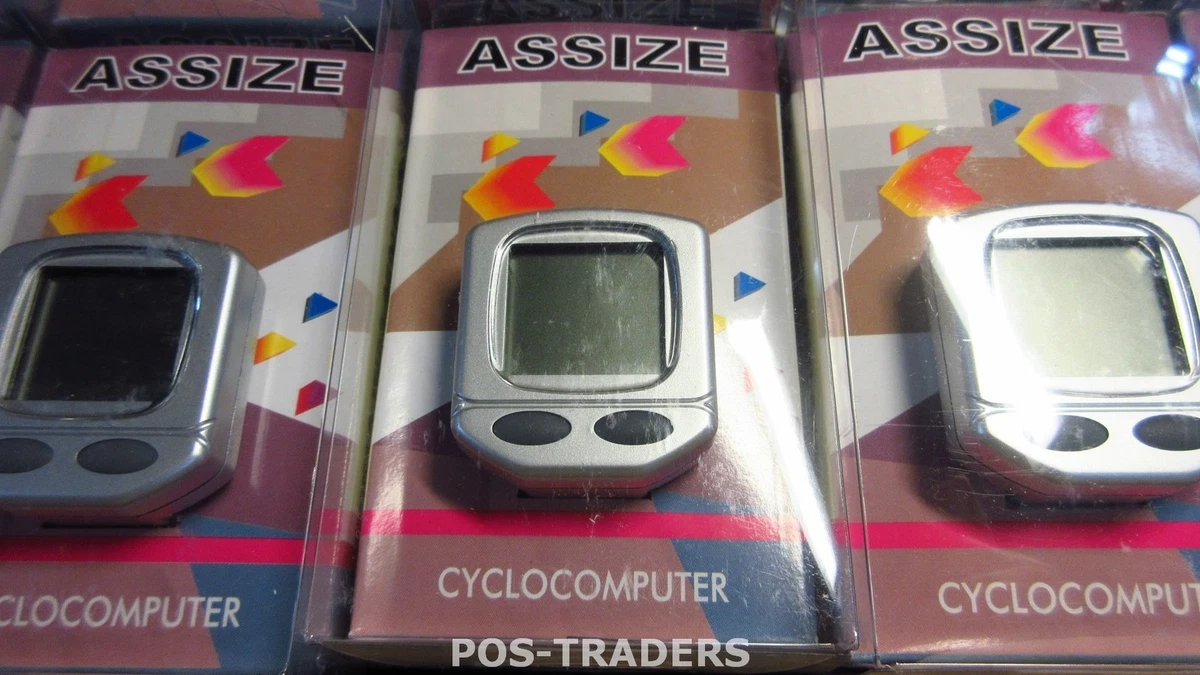 ASSIZE
ASSIZE
ASSIZE
CLOCOMPUTER
CYCLOCOMPUTER
CYCLOCOMPUT
POS-TRADERS